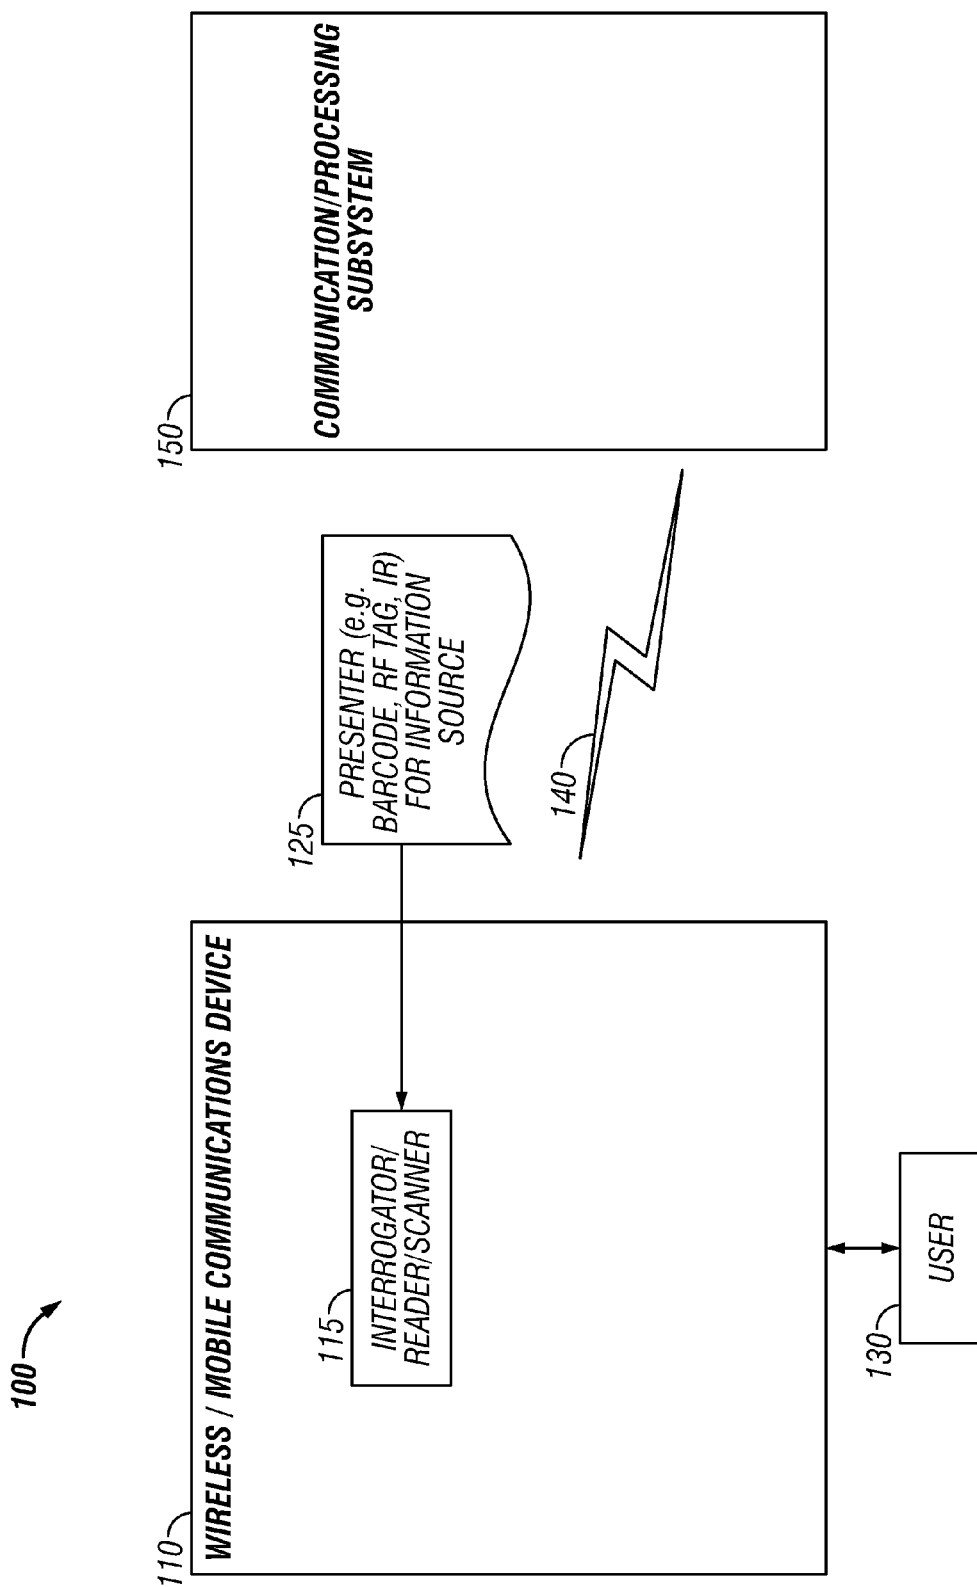 100
110
WIRELESS / MOBILE COMMUNICATIONS DEVICE
115
INTERROGATOR/
READER/SCANNER
125
PRESENTER (e.g.
BARCODE, RF TAG, IR)
FOR INFORMATION
SOURCE
150
COMMUNICATION/PROCESSING
SUBSYSTEM
140
130
USER